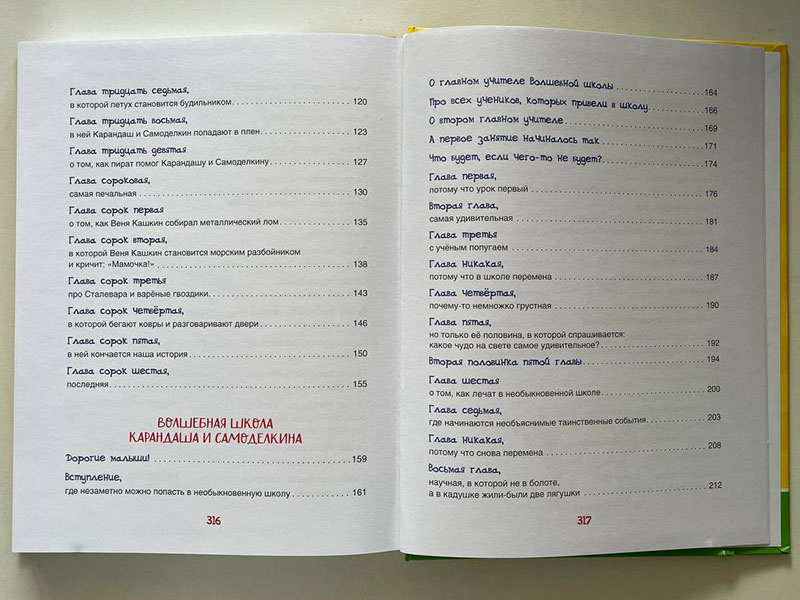 Глава тридцать седьмая,
в которой петух становится будильником. . . . . . . . . . . . . . . . . . . . . . . . 120
Глава тридцать восьмая,
в ней Карандаш и Самоделкин попадают в плен. . . . . . . . . . . . . . . . . . 123
Глава тридцать девятая
о том, как пират помог Карандашу и Самоделкину . . . . . . . . . . . . . . . . 127
Глава сороковая,
самая печальная . . . . . . . . . . . . . . . . . . . . . . . . . . . . . . . . . . . . . . . . 130
Глава сорок первая
о том, как Веня Кашкин собирал металлический лом. . . . . . . . . . . . . . 135
Глава сорок вторая,
в которой Веня Кашкин становится морским разбойником
и кричит: «Мамочка!» . . . . . . . . . . . . . . . . . . . . . . . . . . . . . . . . . . . . 138
Глава сорок третья
про Сталевара и варёные гвоздики. . . . . . . . . . . . . . . . . . . . . . . . . . . 143
Глава сорок четвёртая,
в которой бегают ковры и разговаривают двери . . . . . . . . . . . . . . . . . . 146
Глава сорок пятая,
в ней кончается наша история . . . . . . . . . . . . . . . . . . . . . . . . . . . . . . 150
Глава сорок шестая,
последняя. . . . . . . . . . . . . . . . . . . . . . . . . . . . . . . . . . . . . . . . . . . . . 155
ВОЛШЕБНАЯ ШКОЛА
КАРАНДАША И САМОДЕЛКИНА
Дорогие малыши! . . . . . . . . . . . . . . . . . . . . . . . . . . . . . . . . . . . . . . . 159
Вступление,
где незаметно можно попасть в необыкновенную школу . . . . . . . . . . . . 161
316
О главном учителе Волшебной школы . . . . . . . . . . . . . . . . . . . . 164
Про всех учеников, которых привели в школу. . . . . . . . . . . . . . . 166
О втором главном учителе . . . . . . . . . . . . . . . . . . . . . . . . . . . . 169
А первое занятие начиналось так . . . . . . . . . . . . . . . . . . . . . . . 171
Что будет, если чего-то не будет?. . . . . . . . . . . . . . . . . . . . . . . 174
Глава первая,
потому что урок первый . . . . . . . . . . . . . . . . . . . . . . . . . . . . . . . 176
Вторая глава,
самая удивительная . . . . . . . . . . . . . . . . . . . . . . . . . . . . . . . . . . 181
Глава третья
с учёным попугаем . . . . . . . . . . . . . . . . . . . . . . . . . . . . . . . . . . . 184
Глава Никакая,
потому что в школе перемена . . . . . . . . . . . . . . . . . . . . . . . . . . . 187
Глава четвёртая,
почему-то немножко грустная . . . . . . . . . . . . . . . . . . . . . . . . . . . 190
Глава пятая,
но только её половина, в которой спрашивается:
какое чудо на свете самое удивительное? . . . . . . . . . . . . . . . . . . . 192
Вторая половинка пятой главы . . . . . . . . . . . . . . . . . . . . . . . . . 194
Глава шестая
о том, как лечат в необыкновенной школе . . . . . . . . . . . . . . . . . . 200
Глава седьмая,
где начинаются необъяснимые таинственные события. . . . . . . . . . . 203
Глава Никакая,
потому что снова перемена . . . . . . . . . . . . . . . . . . . . . . . . . . . . . 208
Восьмая глава,
научная, в которой не в болоте,
а в кадушке жили-были две лягушки . . . . . . . . . . . . . . . . . . . . . . . 212
317